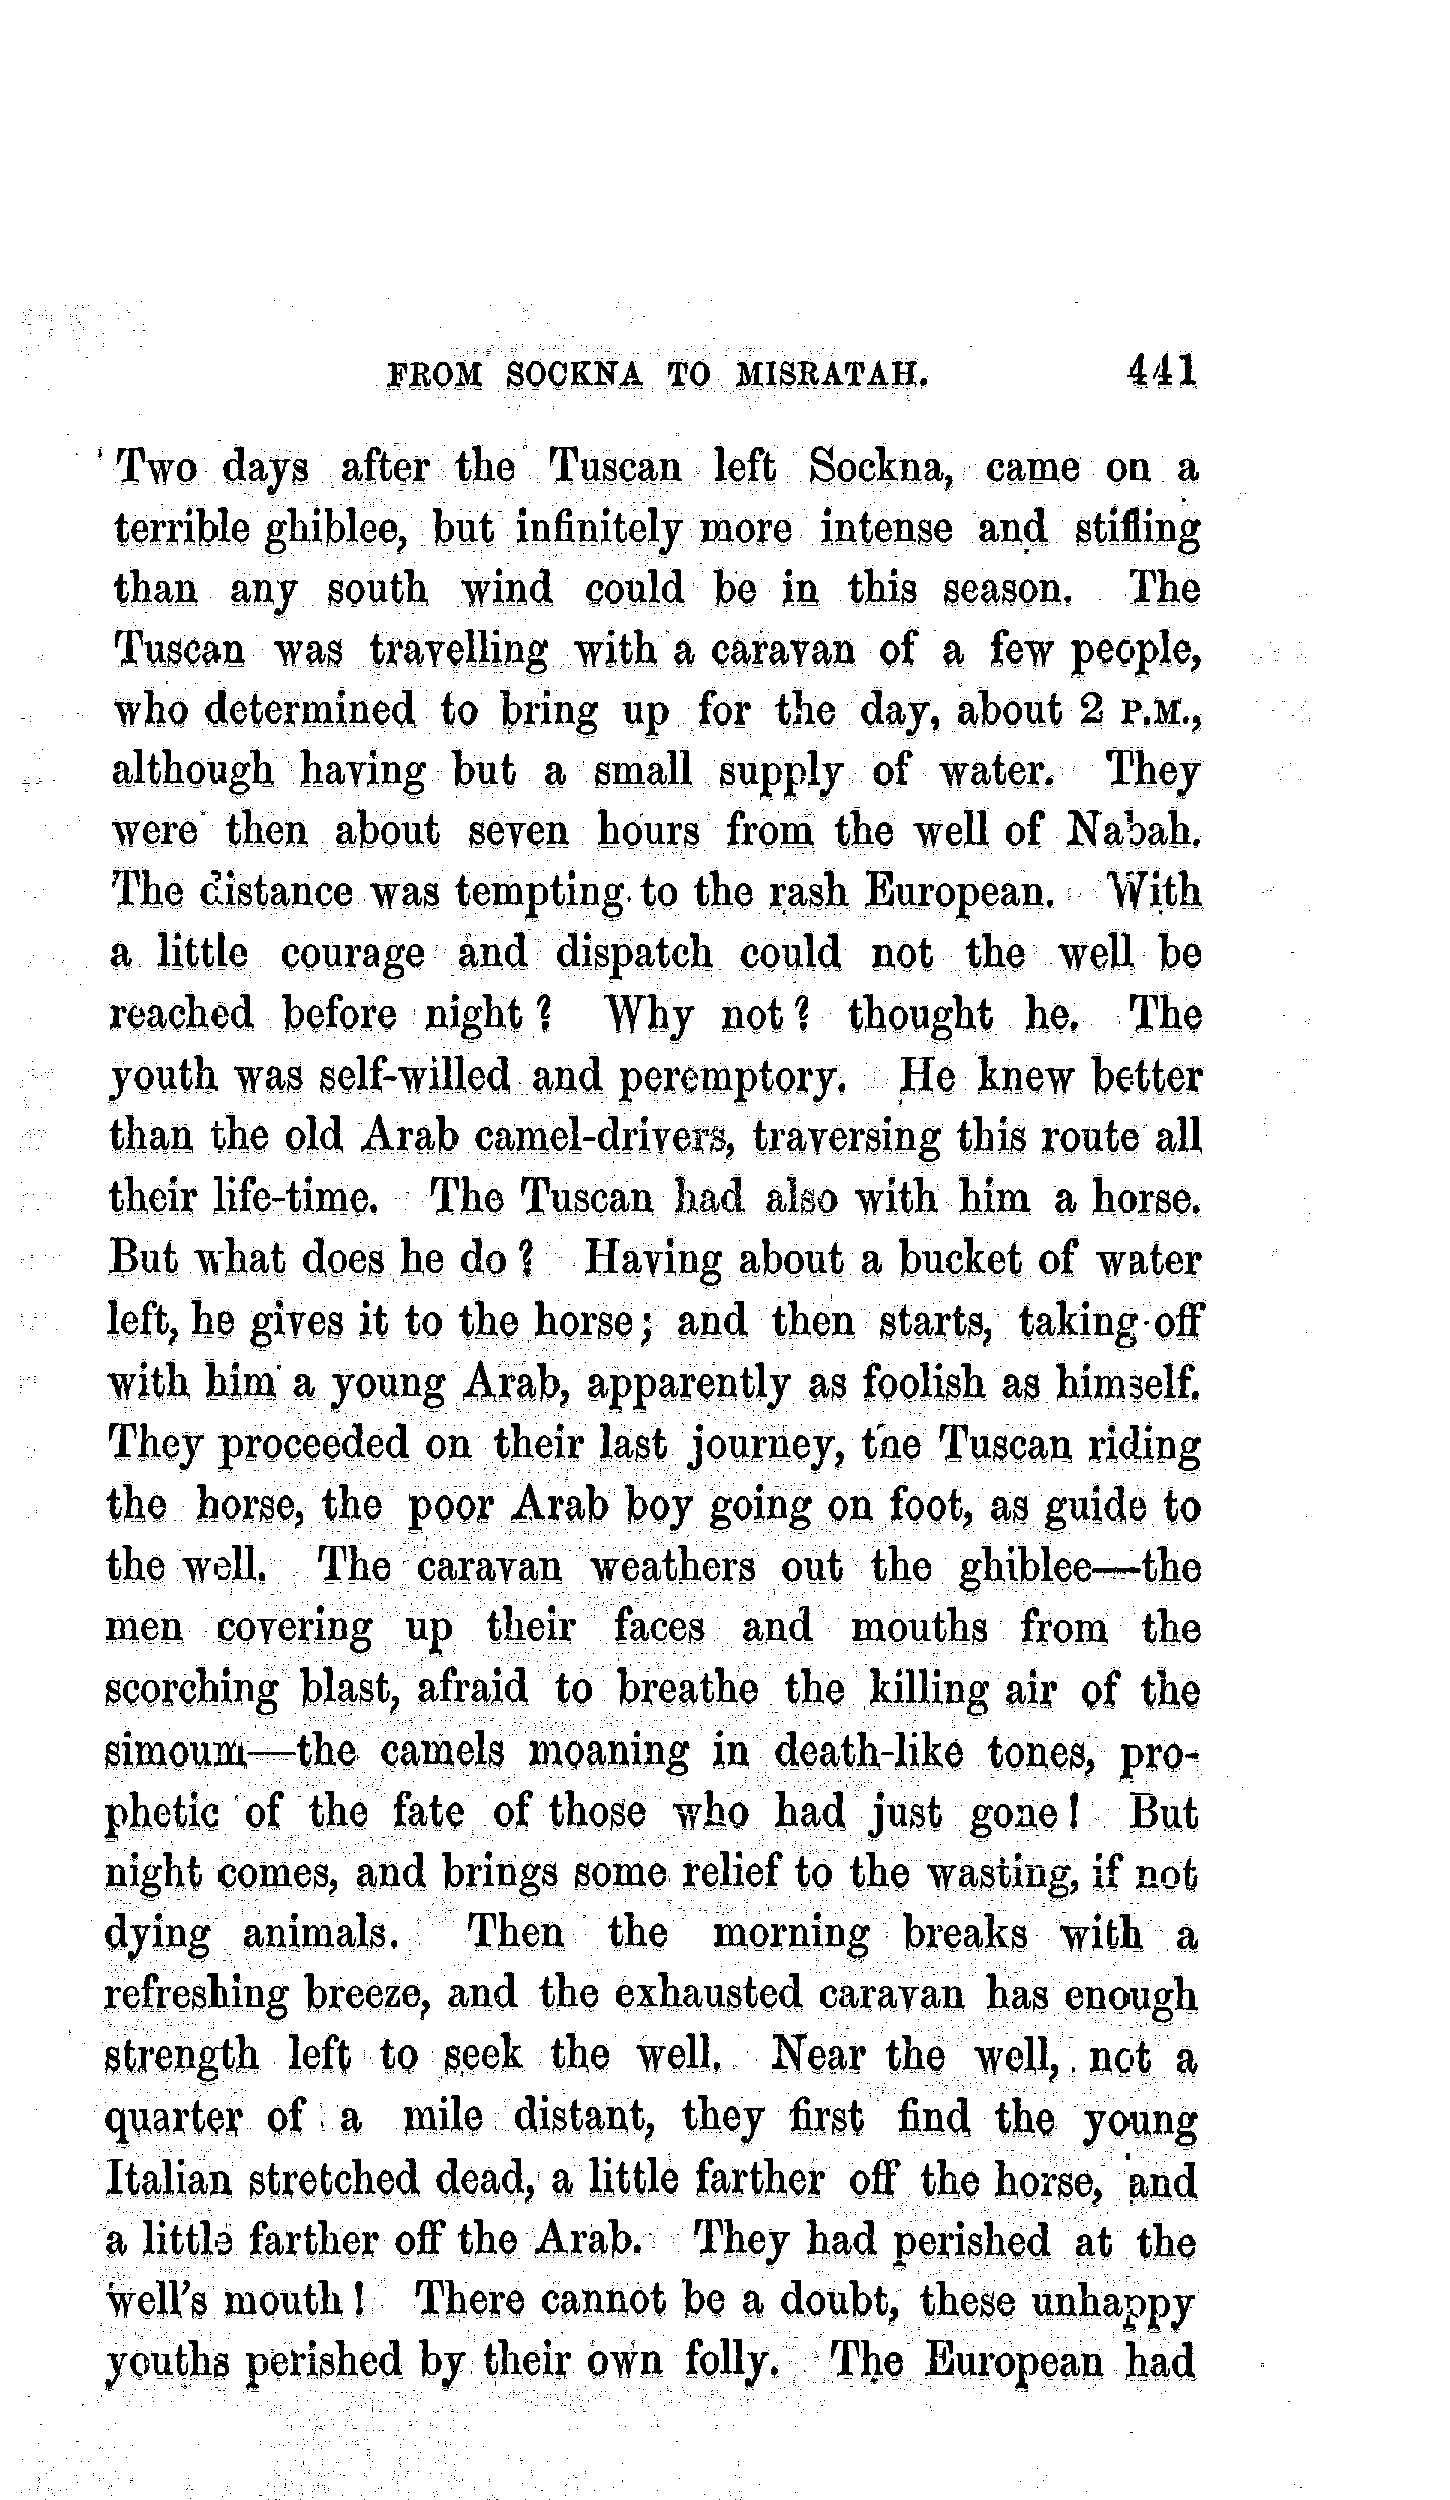 FROM SOCKNA TO MISRATAH. 441
Two days after the Tuscan left Sockna, came on a
terrible ghiblee, but infinitely more intense and stifling
than any south wind could be in this season. The
Tuscan was travelling with a caravan of a few people,
who determined to bring up for the day, about 2 P.M.,
although having but a small supply of water. They
were then about seven hours from the well of Nabah.
The distance was tempting to the rash European. With
a little courage and dispatch could not the well be
reached before night? Why not? thought he. The
youth was self-willed and peremptory. He knew better
than the old Arab camel-drivers, traversing this route all
their life-time. The Tuscan had also with him a horse.
But what does he do? Having about a bucket of water
left, he gives it to the horse; and then starts, taking off
with him a young Arab, apparently as foolish as himself.
They proceeded on their last journey, the Tuscan riding
the horse, the poor Arab boy going on foot, as guide to
the well. The caravan weathers out the ghiblee—the
men covering up their faces and mouths from the
scorching blast, afraid to breathe the killing air of the
simoum—the camels moaning in death-like tones, pro-
phetic of the fate of those who had just gone! But
night comes, and brings some relief to the wasting, if not
dying animals. Then the morning breaks with a
refreshing breeze, and the exhausted caravan has enough
strength left to seek the well. Near the well, not a
quarter of a mile distant, they first find the young
Italian stretched dead, a little farther off the horse, and
a little farther off the Arab. They had perished at the
well's mouth! There cannot be a doubt, these unhappy
youths perished by their own folly. The European had